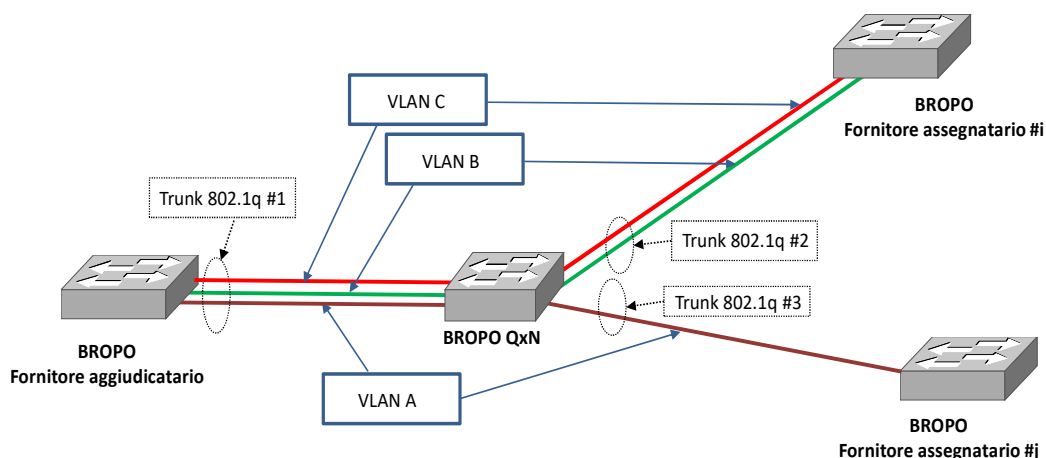 VLAN C
BROPO
Fornitore assegnatario #i
VLAN B
Trunk 802.1q #1
Trunk 802.1q #2
Trunk 802.1q #3
BROPO QxN
BROPO
Fornitore aggiudicatario
VLAN A
BROPO
Fornitore assegnatario #j